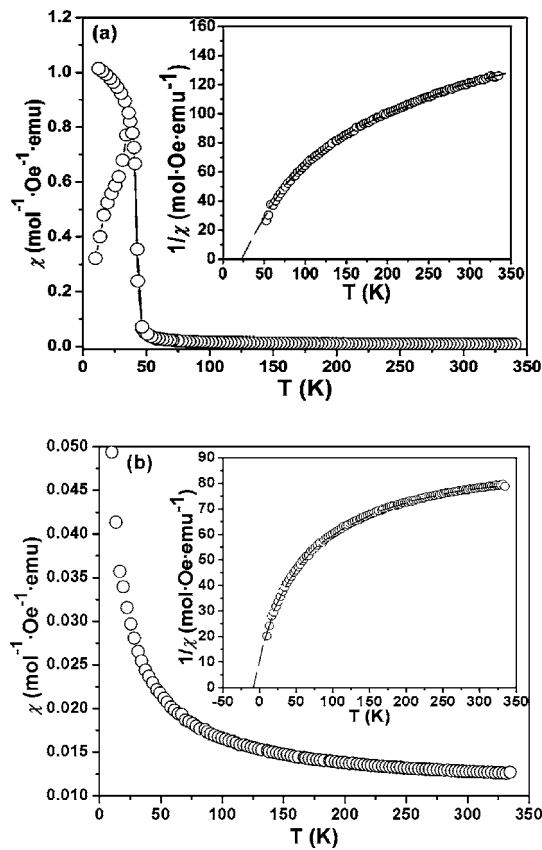 (a)
χ (mol⁻¹·Oe⁻¹·emu)
1.2
1.0
0.8
0.6
0.4
0.2
0.0
0 50 100 150 200 250 300 350
T (K)
1/χ (mol·Oe·emu⁻¹)
160
140
120
100
80
60
40
20
0
0 50 100 150 200 250 300 350
T (K)
(b)
χ (mol⁻¹·Oe⁻¹·emu)
0.050
0.045
0.040
0.035
0.030
0.025
0.020
0.015
0.010
0 50 100 150 200 250 300 350
T (K)
1/χ (mol·Oe·emu⁻¹)
90
80
70
60
50
40
30
20
10
0
-50 0 50 100 150 200 250 300 350
T (K)